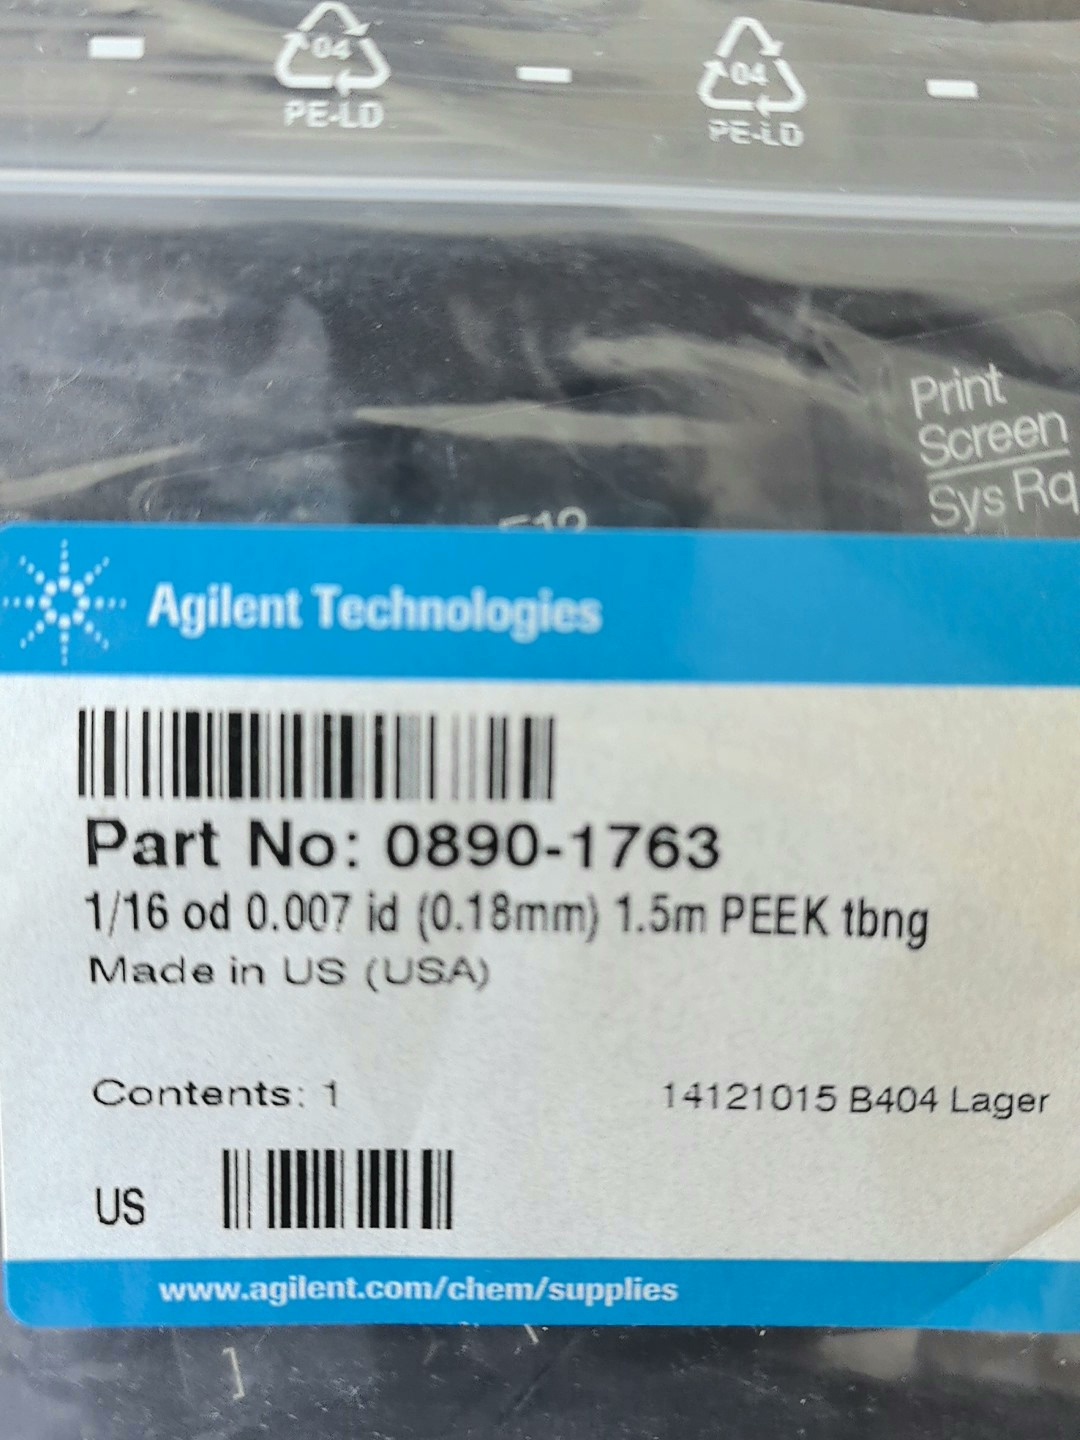 04
PE-LD
04
PE-LD
Print
Screen
Sys Rq
Agilent Technologies
Part No: 0890-1763
1/16 od 0.007 id (0.18mm) 1.5m PEEK tbng
Made in US (USA)
Contents: 1
14121015 B404 Lager
US
www.agilent.com/chem/supplies
]